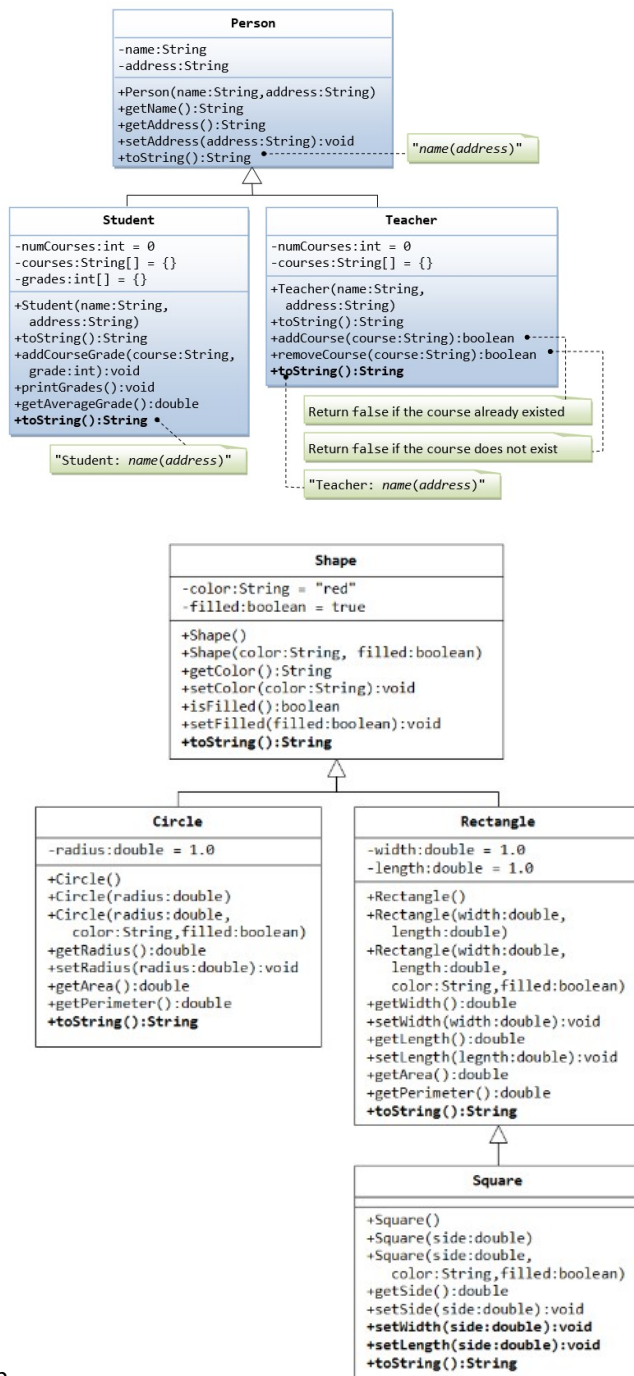 Person
-name:String
-address:String
+Person(name:String,address:String)
+getName():String
+getAddress():String
+setAddress(address:String):void
+toString():String
"name(address)"
Student
-numCourses:int = 0
-courses:String[] = {}
-grades:int[] = {}
+Student(name:String,
address:String)
+toString():String
+addCourseGrade(course:String,
grade:int):void
+printGrades():void
+getAverageGrade():double
+toString():String
"Student: name(address)"
Teacher
-numCourses:int = 0
-courses:String[] = {}
+Teacher(name:String,
address:String)
+toString():String
+addCourse(course:String):boolean
+removeCourse(course:String):boolean
+toString():String
Return false if the course already existed
Return false if the course does not exist
"Teacher: name(address)"
Shape
-color:String = "red"
-filled:boolean = true
+Shape()
+Shape(color:String, filled:boolean)
+getColor():String
+setColor(color:String):void
+isFilled():boolean
+setFilled(filled:boolean):void
+toString():String
Circle
-radius:double = 1.0
+Circle()
+Circle(radius:double)
+Circle(radius:double,
color:String,filled:boolean)
+getRadius():double
+setRadius(radius:double):void
+getArea():double
+getPerimeter():double
+toString():String
Rectangle
-width:double = 1.0
-length:double = 1.0
+Rectangle()
+Rectangle(width:double,
length:double)
+Rectangle(width:double,
length:double,
color:String,filled:boolean)
+getWidth():double
+setWidth(width:double):void
+getLength():double
+setLength(legnth:double):void
+getArea():double
+getPerimeter():double
+toString():String
Square
+Square()
+Square(side:double)
+Square(side:double,
color:String,filled:boolean)
+getSide():double
+setSide(side:double):void
+setWidth(side:double):void
+setLength(side:double):void
+toString():String